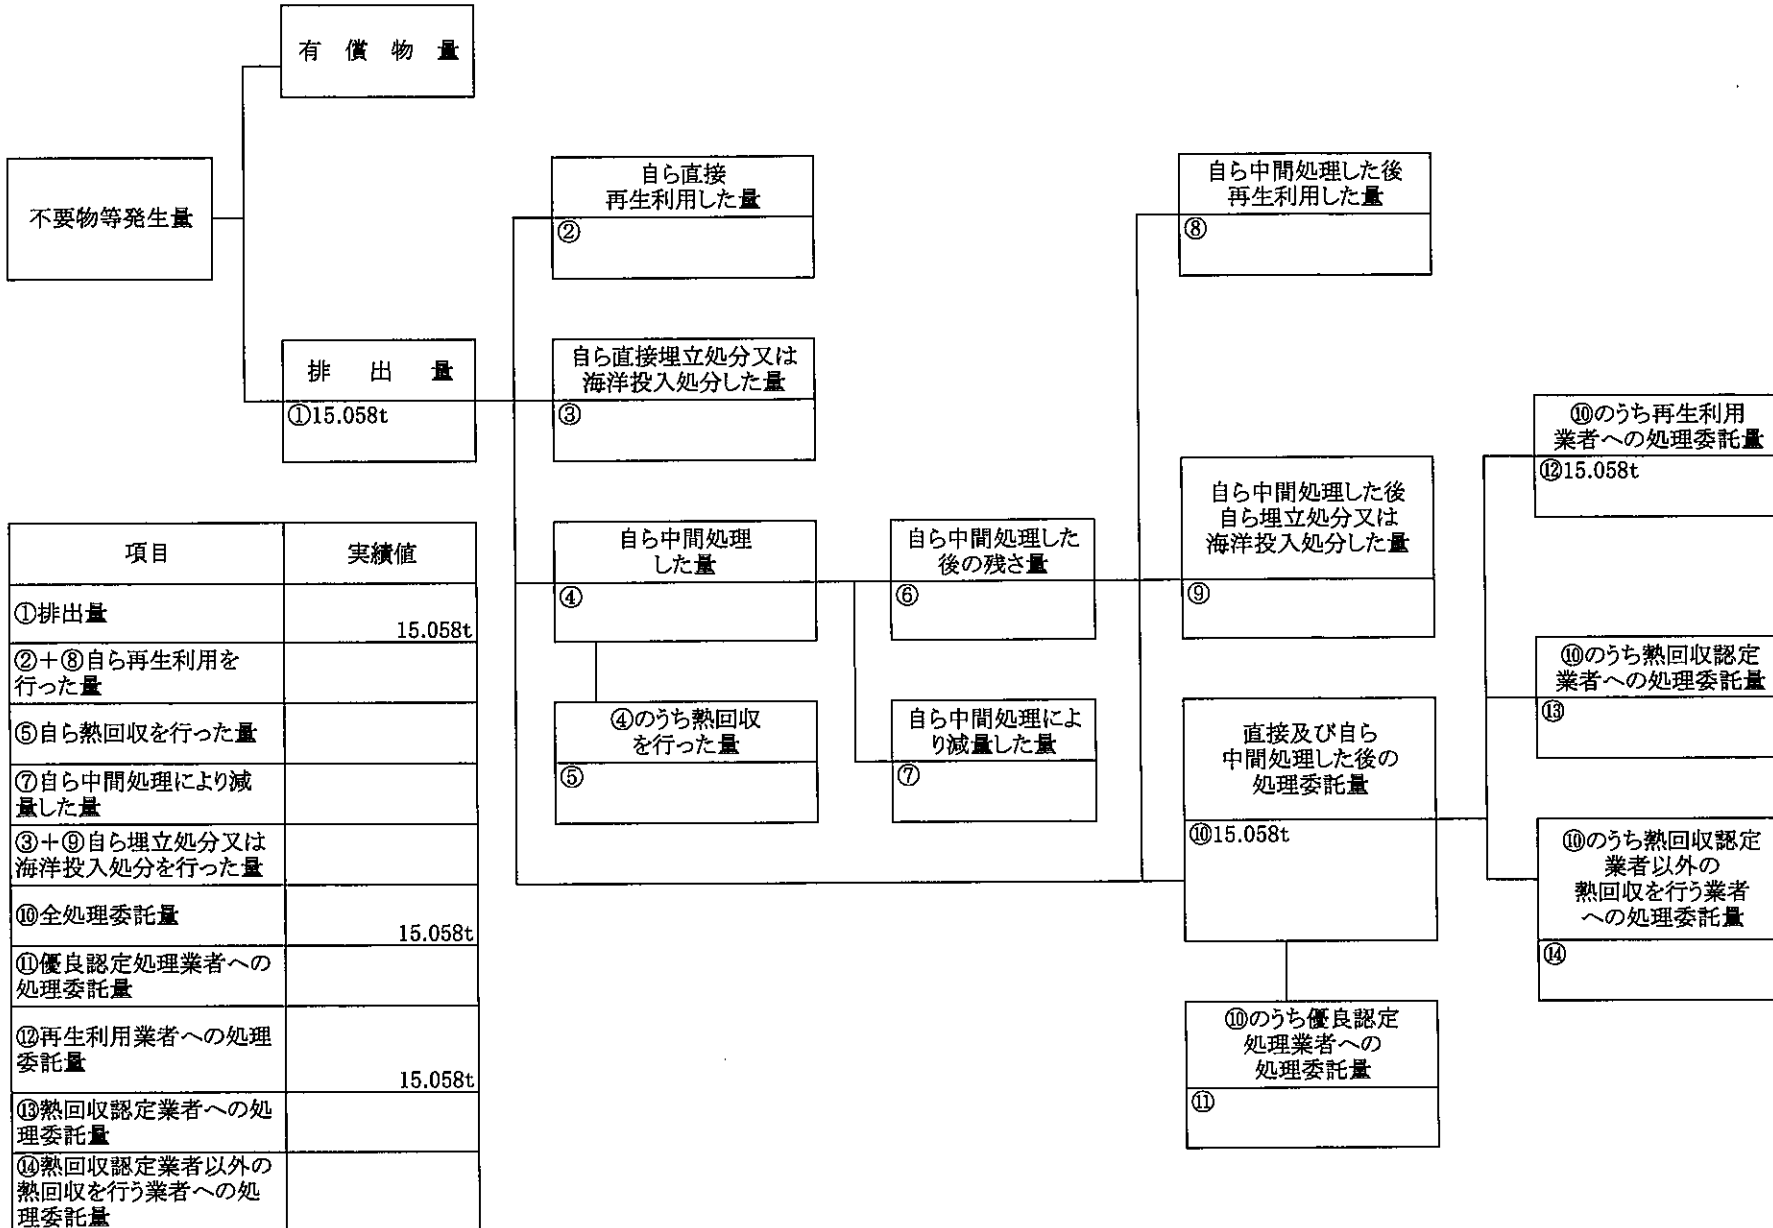 有償物量
不要物等発生量
排出量
①15.058t
自ら直接
再生利用した量
②
自ら直接埋立処分又は
海洋投入処分した量
③
自ら中間処理
した量
④
④のうち熱回収
を行った量
⑤
自ら中間処理した
後の残さ量
⑥
自ら中間処理によ
り減量した量
⑦
自ら中間処理した後
再生利用した量
⑧
自ら中間処理した後
自ら埋立処分又は
海洋投入処分した量
⑨
直接及び自ら
中間処理した後の
処理委託量
⑩15.058t
⑩のうち優良認定
処理業者への
処理委託量
⑪
⑩のうち再生利用
業者への処理委託量
⑫15.058t
⑩のうち熱回収認定
業者への処理委託量
⑬
⑩のうち熱回収認定
業者以外の
熱回収を行う業者
への処理委託量
⑭
項目 実績値
①排出量 15.058t
②+⑧自ら再生利用を
行った量
⑤自ら熱回収を行った量
⑦自ら中間処理により減
量した量
③+⑨自ら埋立処分又は
海洋投入処分を行った量
⑩全処理委託量 15.058t
⑪優良認定処理業者への
処理委託量
⑫再生利用業者への処理
委託量 15.058t
⑬熱回収認定業者への処
理委託量
⑭熱回収認定業者以外の
熱回収を行う業者への処
理委託量